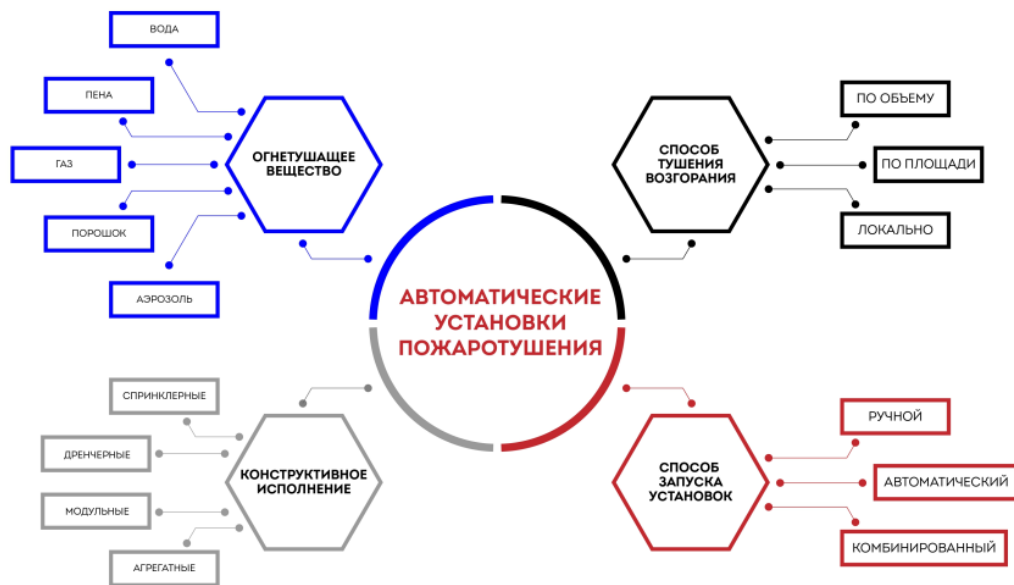 ВОДА
ПЕНА
ГАЗ
ПОРОШОК
АЭРОЗОЛЬ
ОГНЕТУШАЩЕЕ
ВЕЩЕСТВО
СПОСОБ
ТУШЕНИЯ
ВОЗГОРАНИЯ
ПО ОБЪЕМУ
ПО ПЛОЩАДИ
ЛОКАЛЬНО
АВТОМАТИЧЕСКИЕ
УСТАНОВКИ
ПОЖАРОТУШЕНИЯ
СПРИНКЛЕРНЫЕ
ДРЕНЧЕРНЫЕ
МОДУЛЬНЫЕ
АГРЕГАТНЫЕ
КОНСТРУКТИВНОЕ
ИСПОЛНЕНИЕ
СПОСОБ
ЗАПУСКА
УСТАНОВОК
РУЧНОЙ
АВТОМАТИЧЕСКИЙ
КОМБИНИРОВАННЫЙ